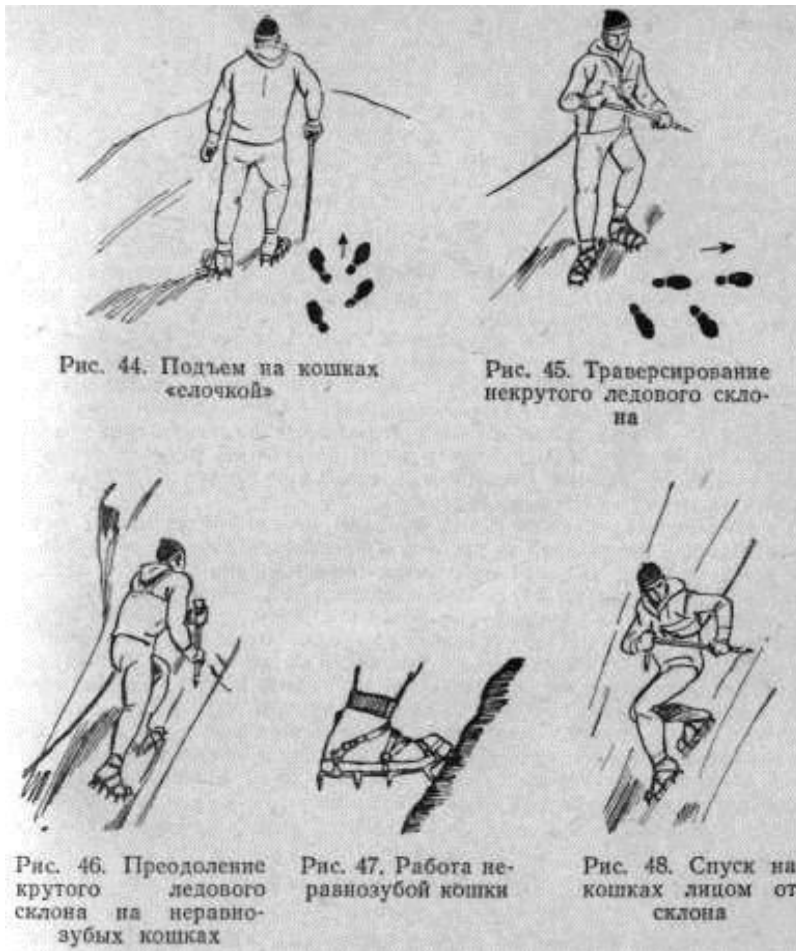 Рис. 44. Подъем на кошках
«елочкой»
Рис. 45. Траверсирование
некрутого ледового скло-
на
Рис. 46. Преодоление
крутого ледового
склона на неравно-
зубых кошках
Рис. 47. Работа не-
равнозубой кошки
Рис. 48. Спуск на
кошках лицом от
склона